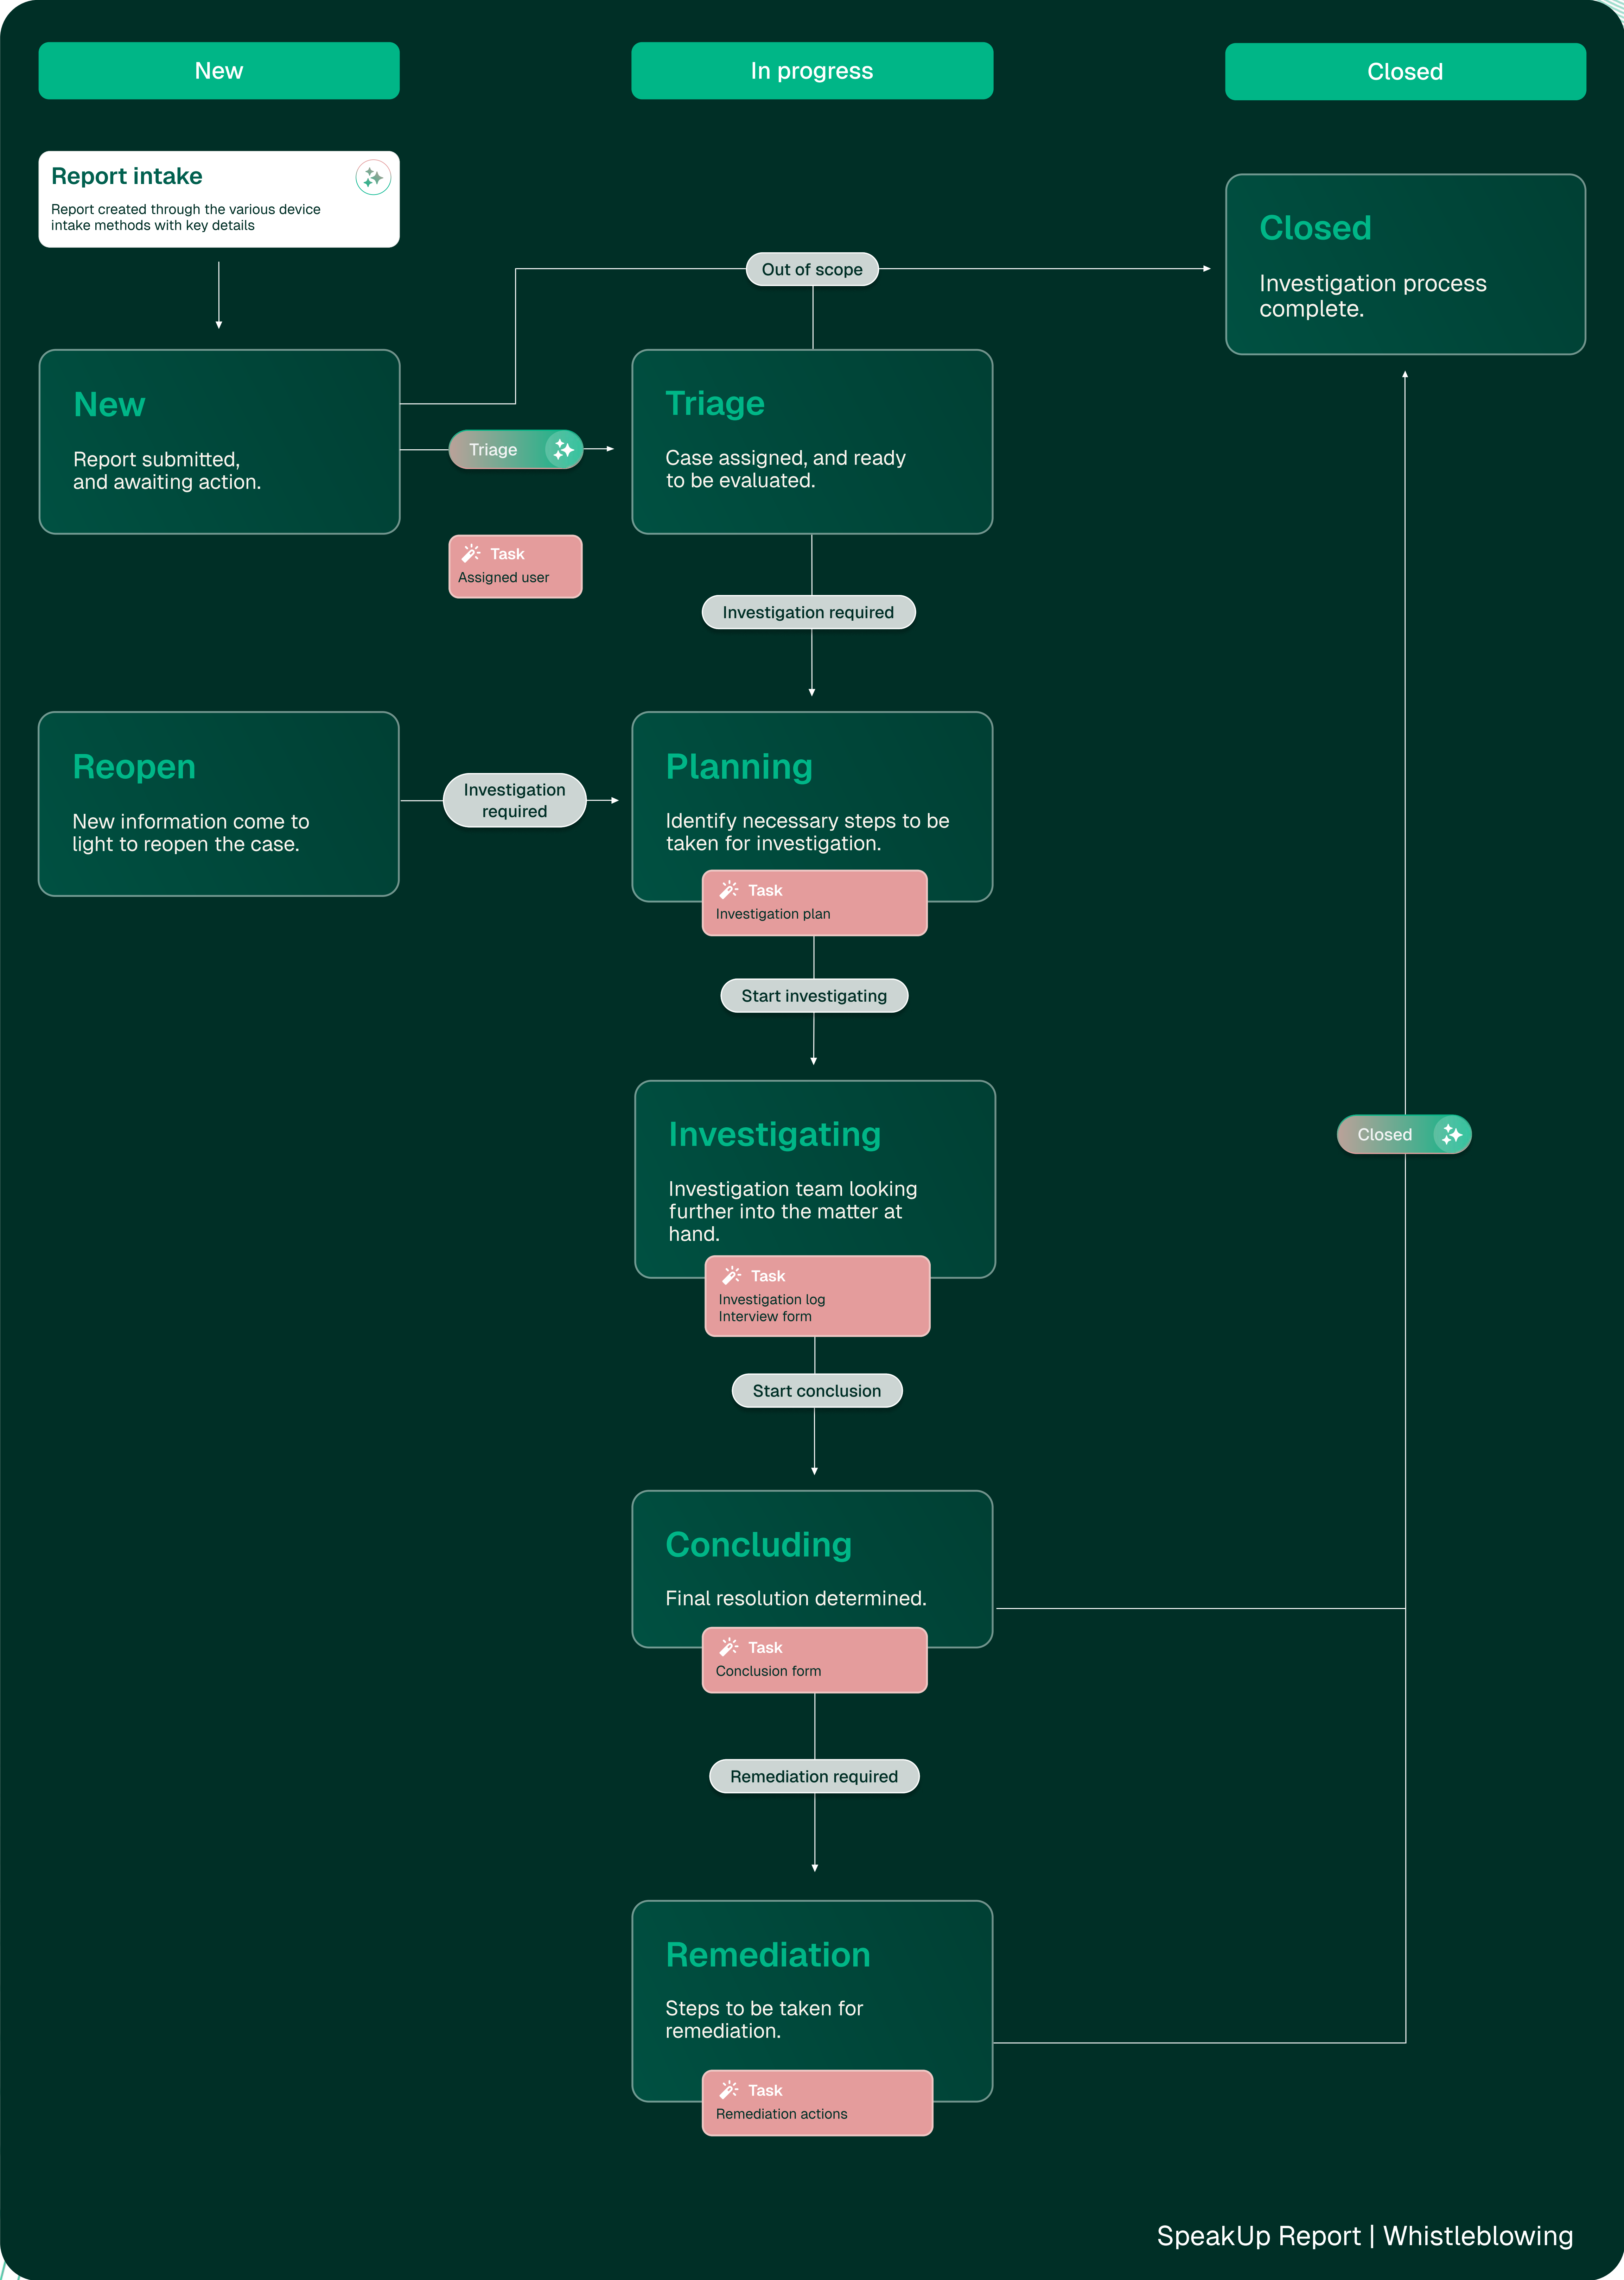 New
In progress
Closed
Report intake
Report created through the various device
intake methods with key details
Closed
Investigation process
complete.
Out of scope
New
Report submitted,
and awaiting action.
Triage
Triage
Case assigned, and ready
to be evaluated.
Task
Assigned user
Investigation required
Reopen
New information come to
light to reopen the case.
Investigation
required
Planning
Identify necessary steps to be
taken for investigation.
Task
Investigation plan
Start investigating
Investigating
Investigation team looking
further into the matter at
hand.
Closed
Task
Investigation log
Interview form
Start conclusion
Concluding
Final resolution determined.
Task
Conclusion form
Remediation required
Remediation
Steps to be taken for
remediation.
Task
Remediation actions
SpeakUp Report | Whistleblowing